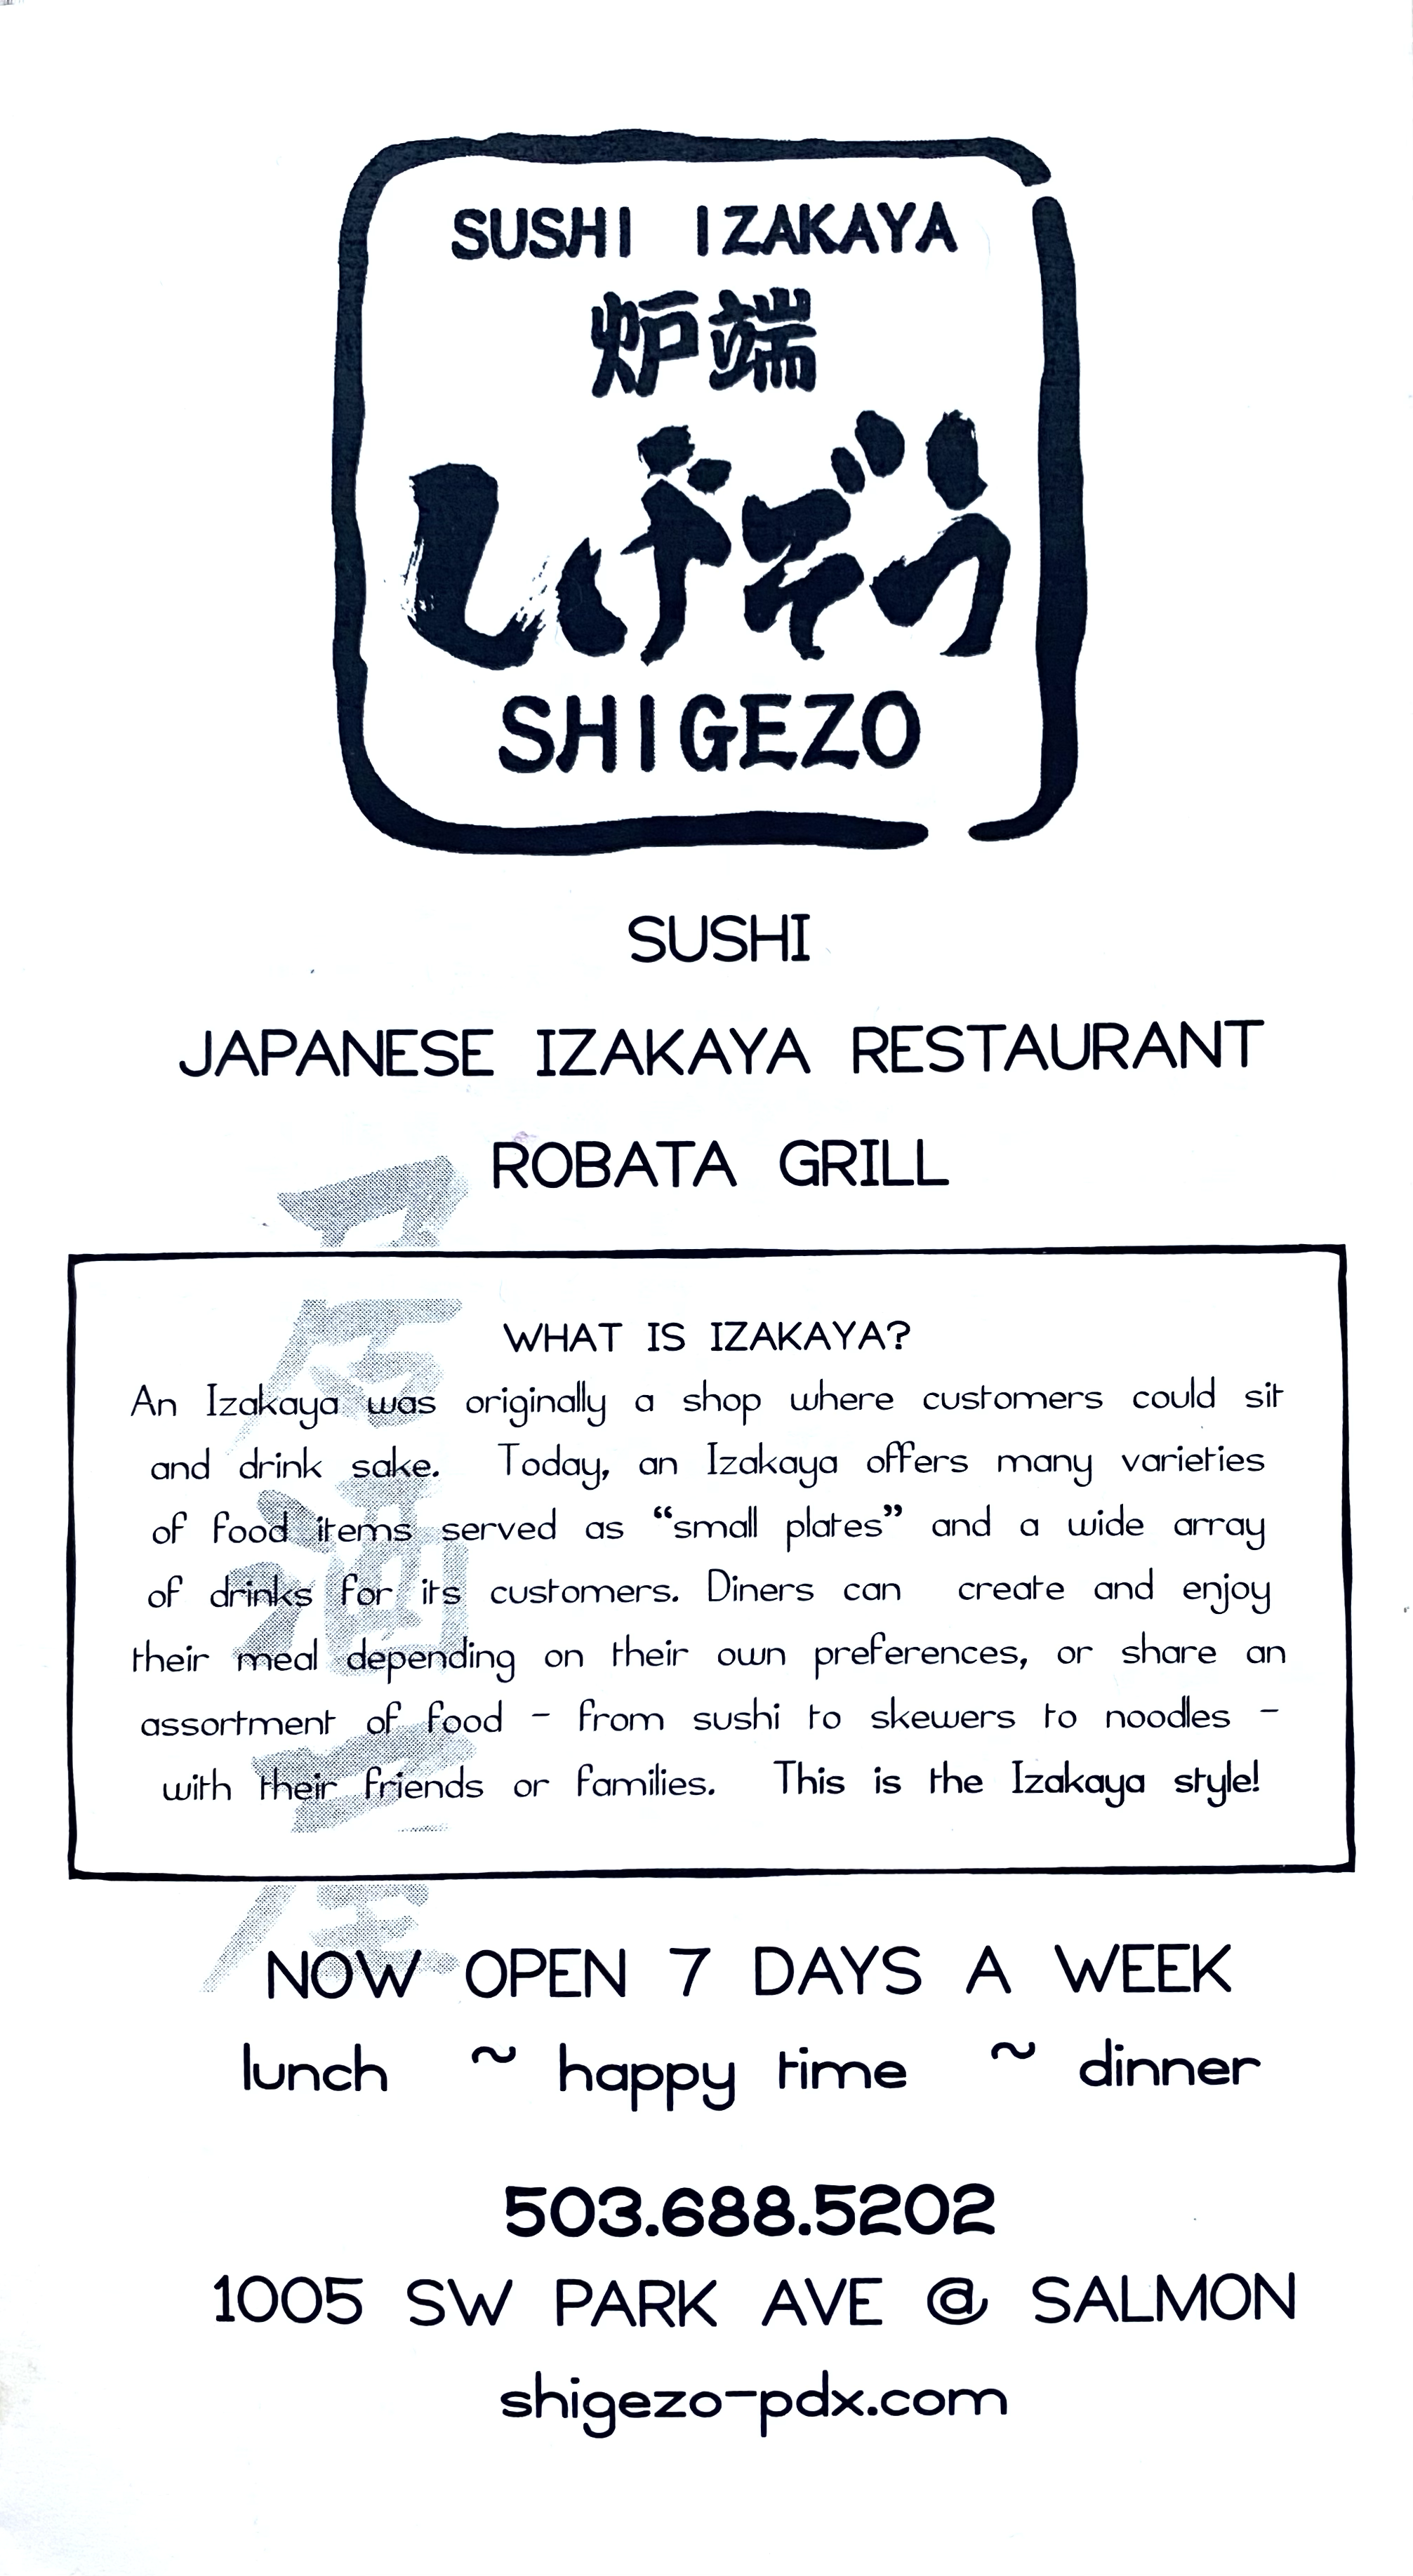 SUSHI IZAKAYA
炉端
しげぞう
SHIGEZO
SUSHI
JAPANESE IZAKAYA RESTAURANT
ROBATA GRILL
WHAT IS IZAKAYA?
An Izakaya was originally a shop where customers could sit
and drink sake. Today, an Izakaya offers many varieties
of food items served as “small plates” and a wide array
of drinks for its customers. Diners can create and enjoy
their meal depending on their own preferences, or share an
assortment of food - from sushi to skewers to noodles -
with their friends or families. This is the Izakaya style!
居酒屋
NOW OPEN 7 DAYS A WEEK
lunch ~ happy time ~ dinner
503.688.5202
1005 SW PARK AVE @ SALMON
shigezo-pdx.com